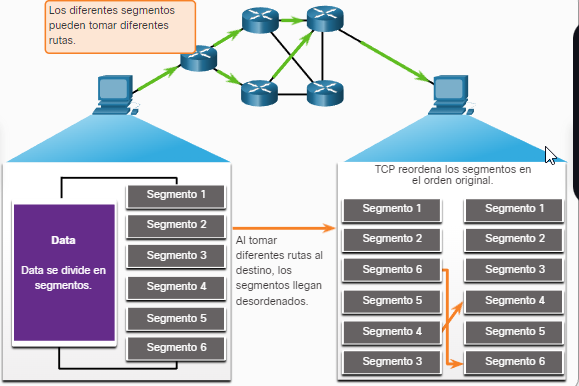 Los diferentes segmentos
pueden tomar diferentes
rutas.
Data
Data se divide en
segmentos.
Segmento 1
Segmento 2
Segmento 3
Segmento 4
Segmento 5
Segmento 6
Al tomar
diferentes rutas al
destino, los
segmentos llegan
desordenados.
TCP reordena los segmentos en
el orden original.
Segmento 1
Segmento 2
Segmento 6
Segmento 5
Segmento 4
Segmento 3
Segmento 1
Segmento 2
Segmento 3
Segmento 4
Segmento 5
Segmento 6